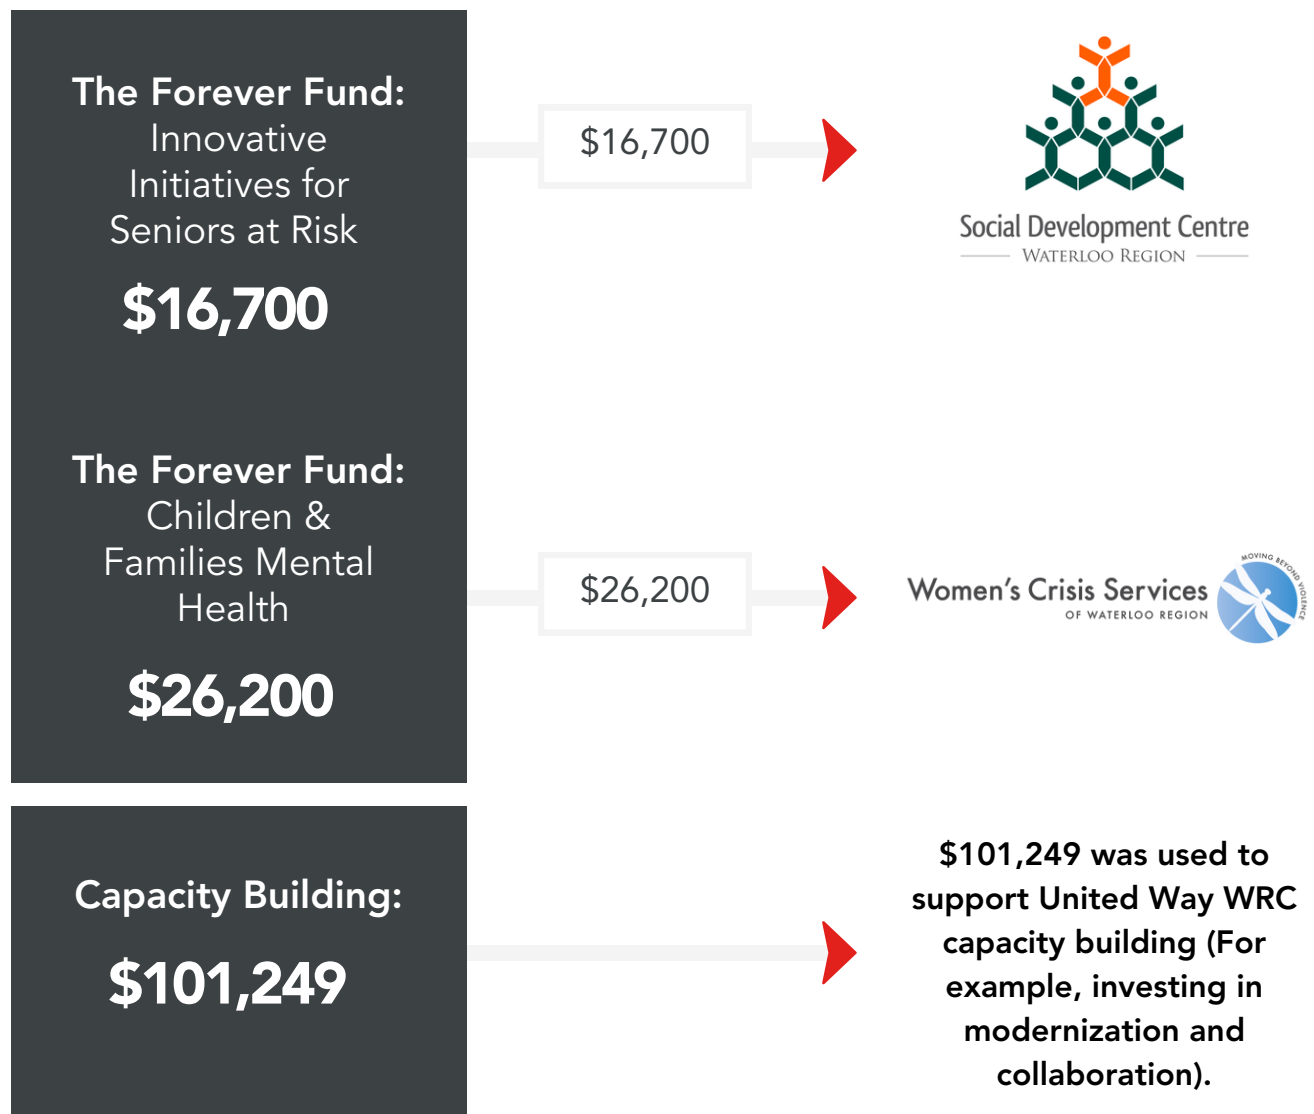 The Forever Fund:
Innovative
Initiatives for
Seniors at Risk
$16,700
$16,700
Social Development Centre
WATERLOO REGION
The Forever Fund:
Children &
Families Mental
Health
$26,200
$26,200
Women's Crisis Services
OF WATERLOO REGION
MOVING BEYOND VIOLENCE
Capacity Building:
$101,249
$101,249 was used to
support United Way WRC
capacity building (For
example, investing in
modernization and
collaboration).